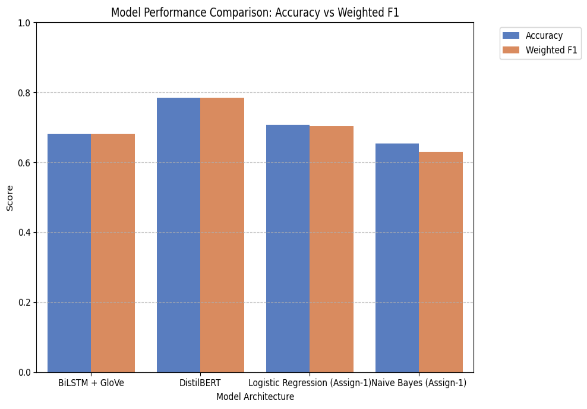 Model Performance Comparison: Accuracy vs Weighted F1
Accuracy
Weighted F1
1.0
0.8
0.6
0.4
0.2
0.0
Score
BiLSTM + GloVe
DistilBERT
Logistic Regression (Assign-1)
Naive Bayes (Assign-1)
Model Architecture